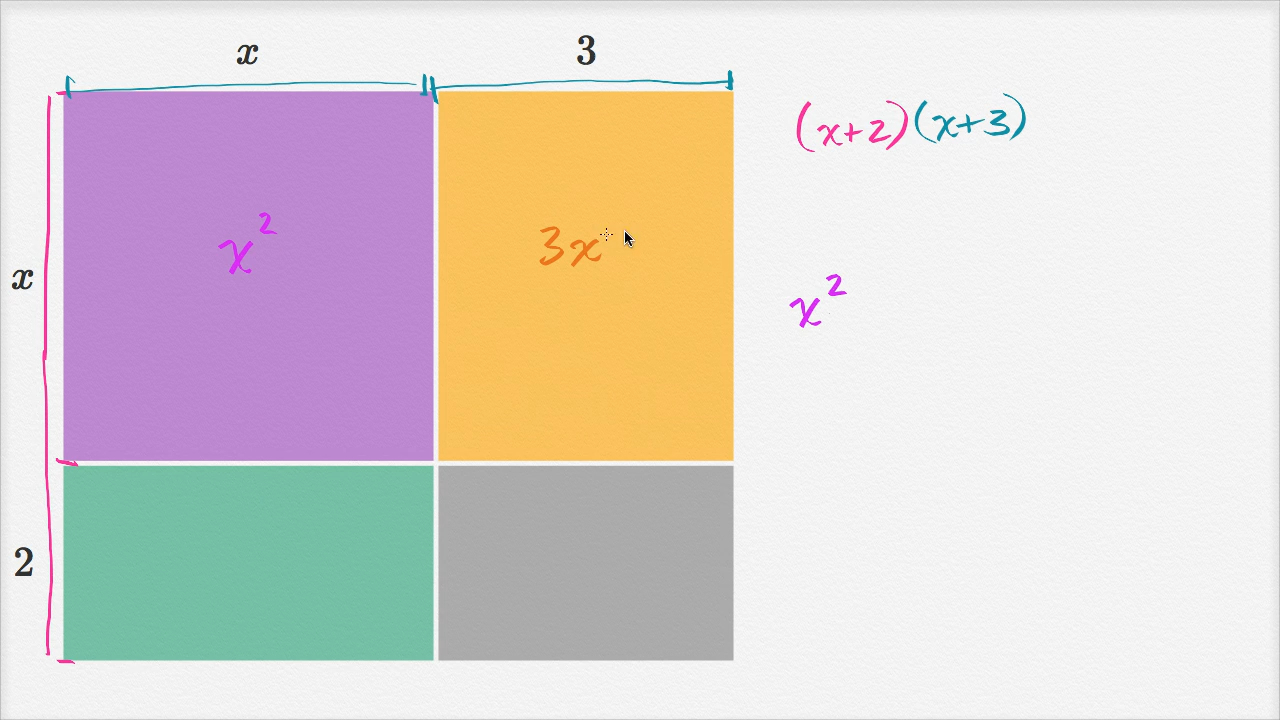 x 3
(x+2)(x+3)
x² 3x
x
x²
2